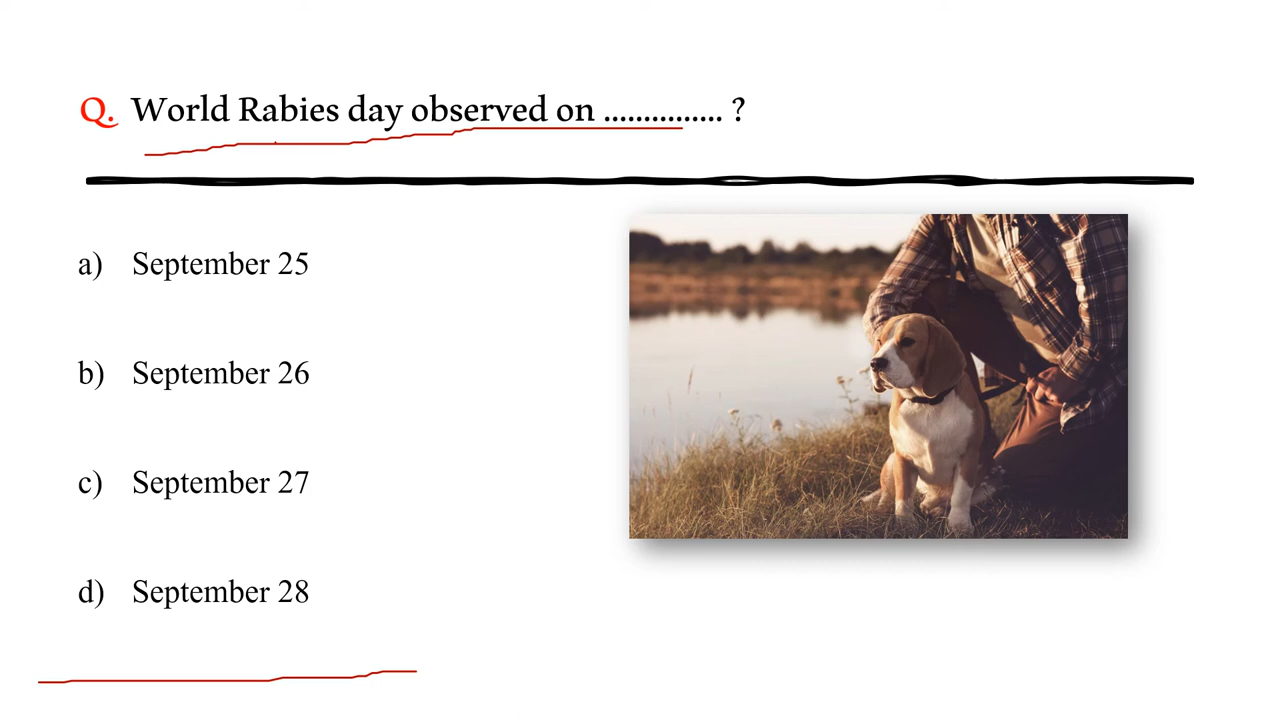 Q. World Rabies day observed on ............... ?
a) September 25
b) September 26
c) September 27
d) September 28